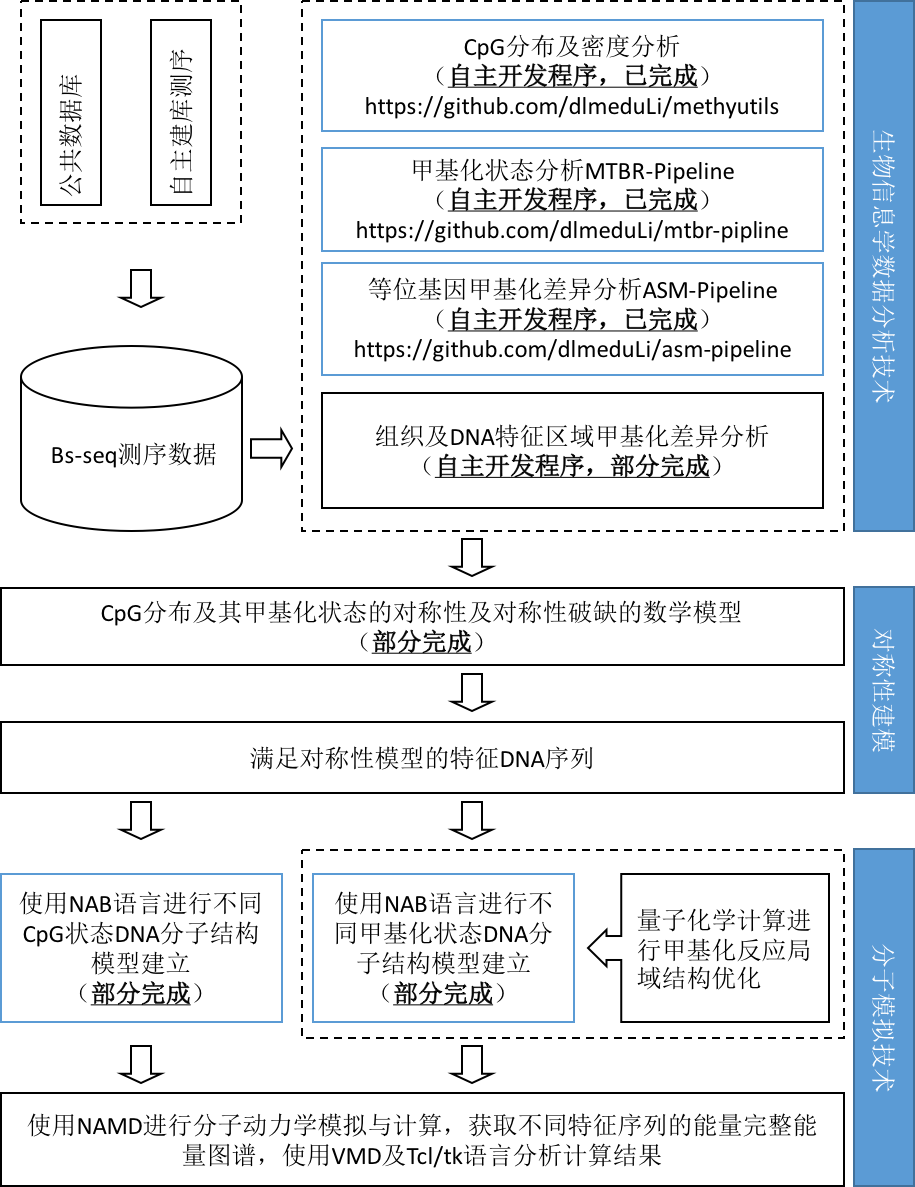 公共数据库
自主建库测序
CpG分布及密度分析
（自主开发程序，已完成）
https://github.com/dlmeduLi/methyutils
甲基化状态分析MTBR-Pipeline
（自主开发程序，已完成）
https://github.com/dlmeduLi/mtbr-pipline
等位基因甲基化差异分析ASM-Pipeline
（自主开发程序，已完成）
https://github.com/dlmeduLi/asm-pipeline
组织及DNA特征区域甲基化差异分析
（自主开发程序，部分完成）
生物信息学数据分析技术
Bs-seq测序数据
CpG分布及其甲基化状态的对称性及对称性破缺的数学模型
（部分完成）
满足对称性模型的特征DNA序列
对称性建模
使用NAB语言进行不同
CpG状态DNA分子结构
模型建立
（部分完成）
使用NAB语言进行不
同甲基化状态DNA分
子结构模型建立
（部分完成）
量子化学计算进
行甲基化反应局
域结构优化
分子模拟技术
使用NAMD进行分子动力学模拟与计算，获取不同特征序列的能量完整能
量图谱，使用VMD及Tcl/tk语言分析计算结果